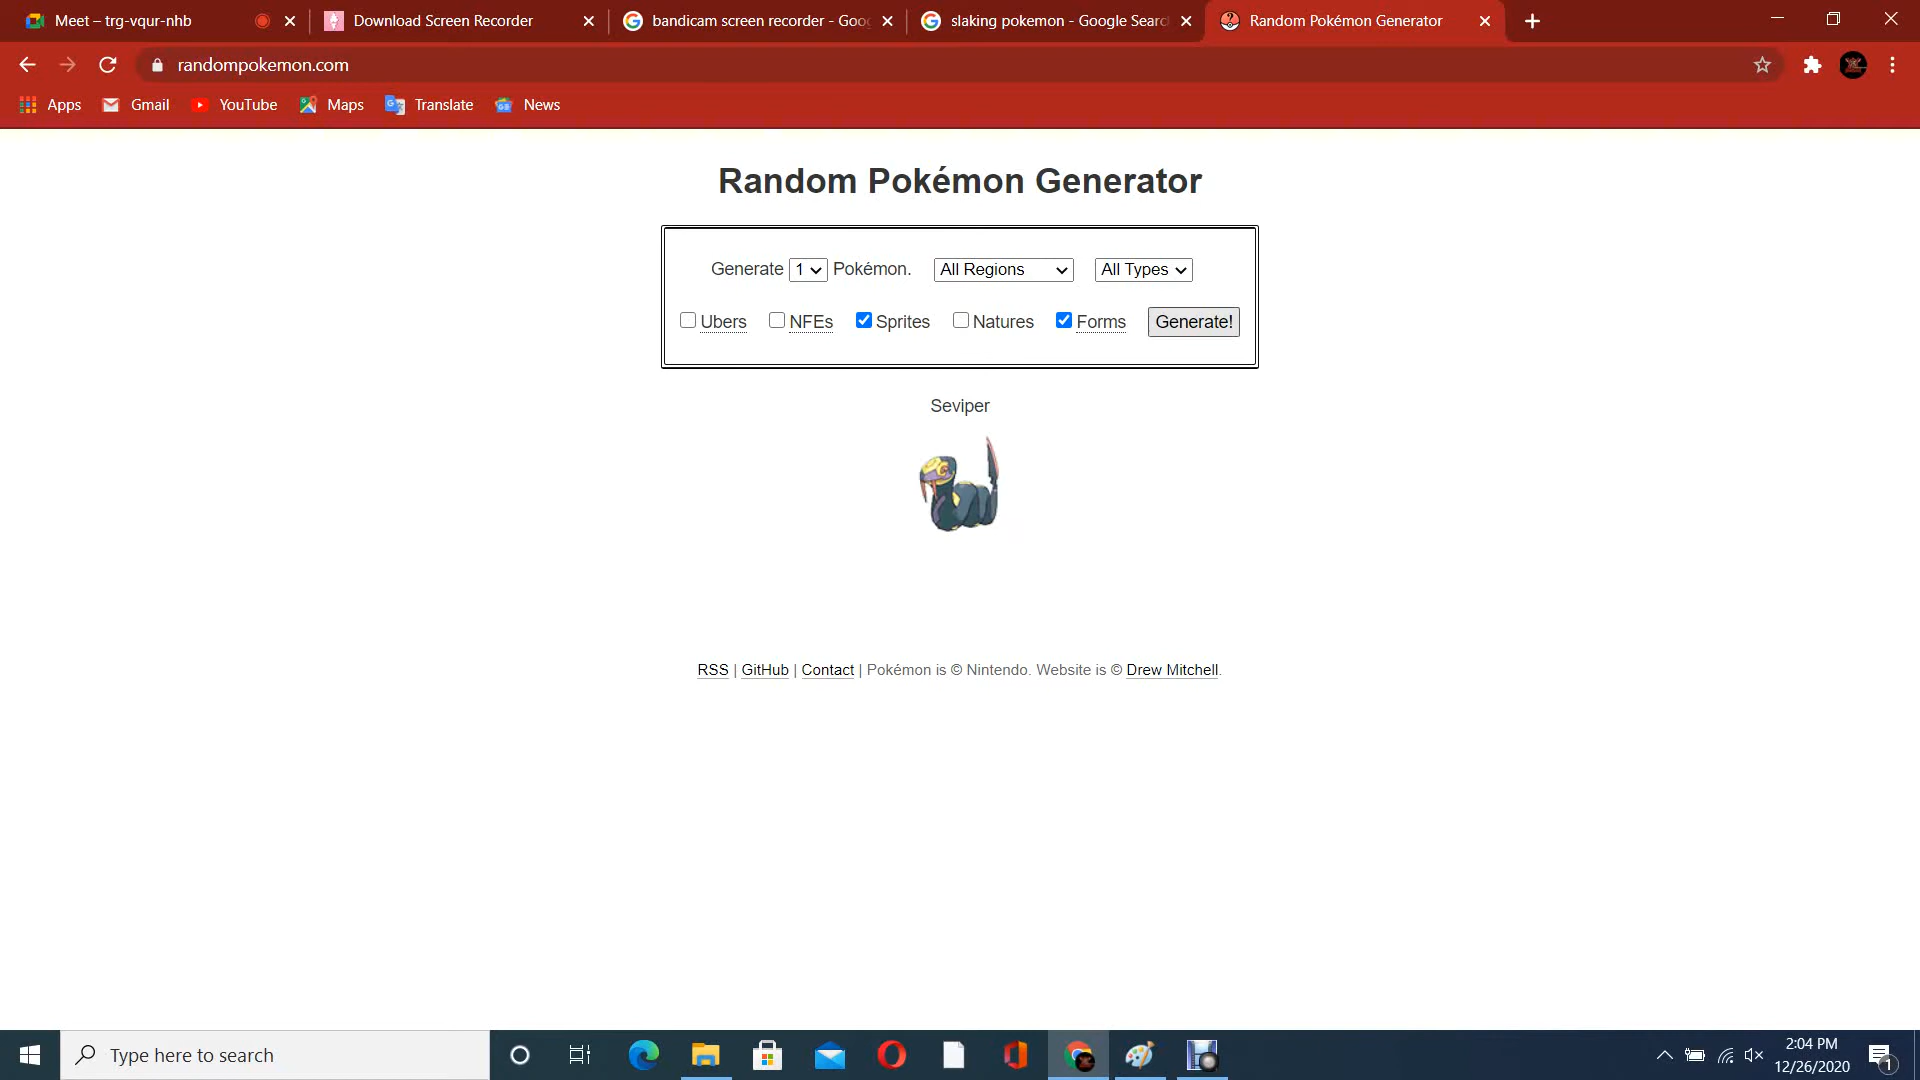 Meet – trg-vqur-nhb
Download Screen Recorder
bandicam screen recorder - Goog
slaking pokemon - Google Search
Random Pokémon Generator
randompokemon.com
Apps
Gmail
YouTube
Maps
Translate
News
Random Pokémon Generator
Generate 1 Pokémon. All Regions All Types
Ubers NFEs Sprites Natures Forms Generate!
Seviper
RSS | GitHub | Contact | Pokémon is © Nintendo. Website is © Drew Mitchell.
Type here to search
2:04 PM
12/26/2020
1